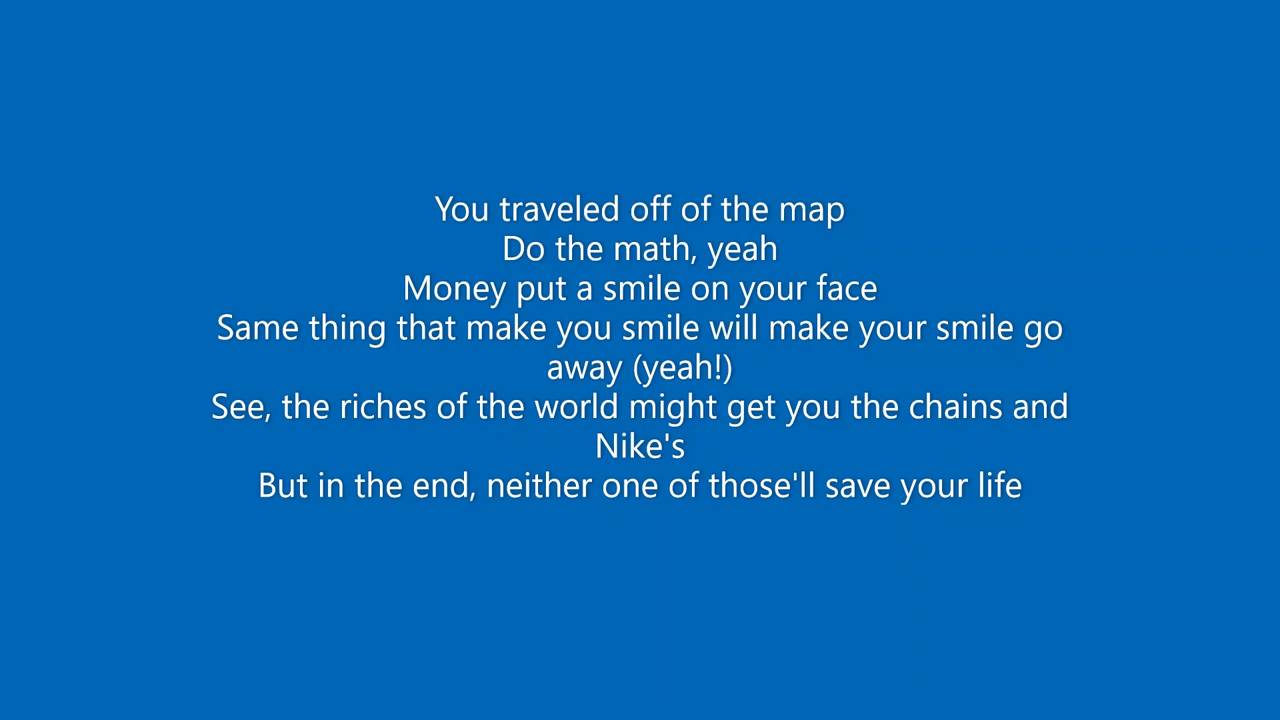 You traveled off of the map
Do the math, yeah
Money put a smile on your face
Same thing that make you smile will make your smile go
away (yeah!)
See, the riches of the world might get you the chains and
Nike's
But in the end, neither one of those'll save your life